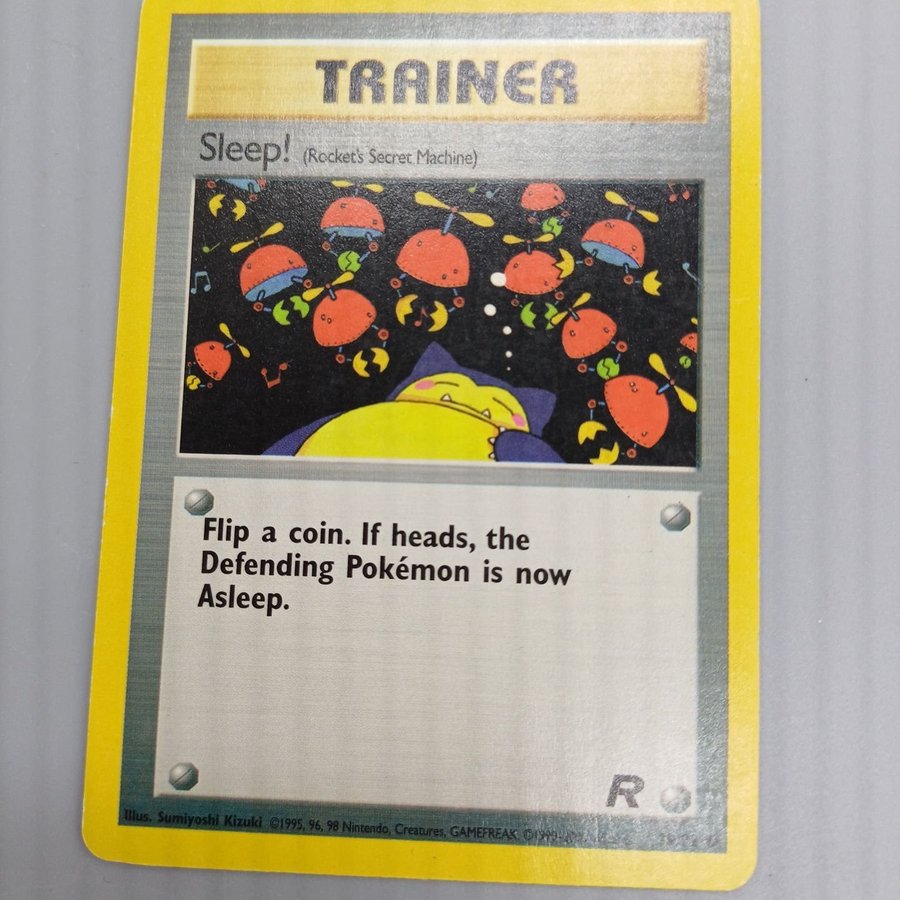 TRAINER
Sleep! (Rocket's Secret Machine)
Flip a coin. If heads, the
Defending Pokémon is now
Asleep.
R
Illus. Sumiyoshi Kizuki ©1995, 96, 98 Nintendo, Creatures, GAMEFREAK.